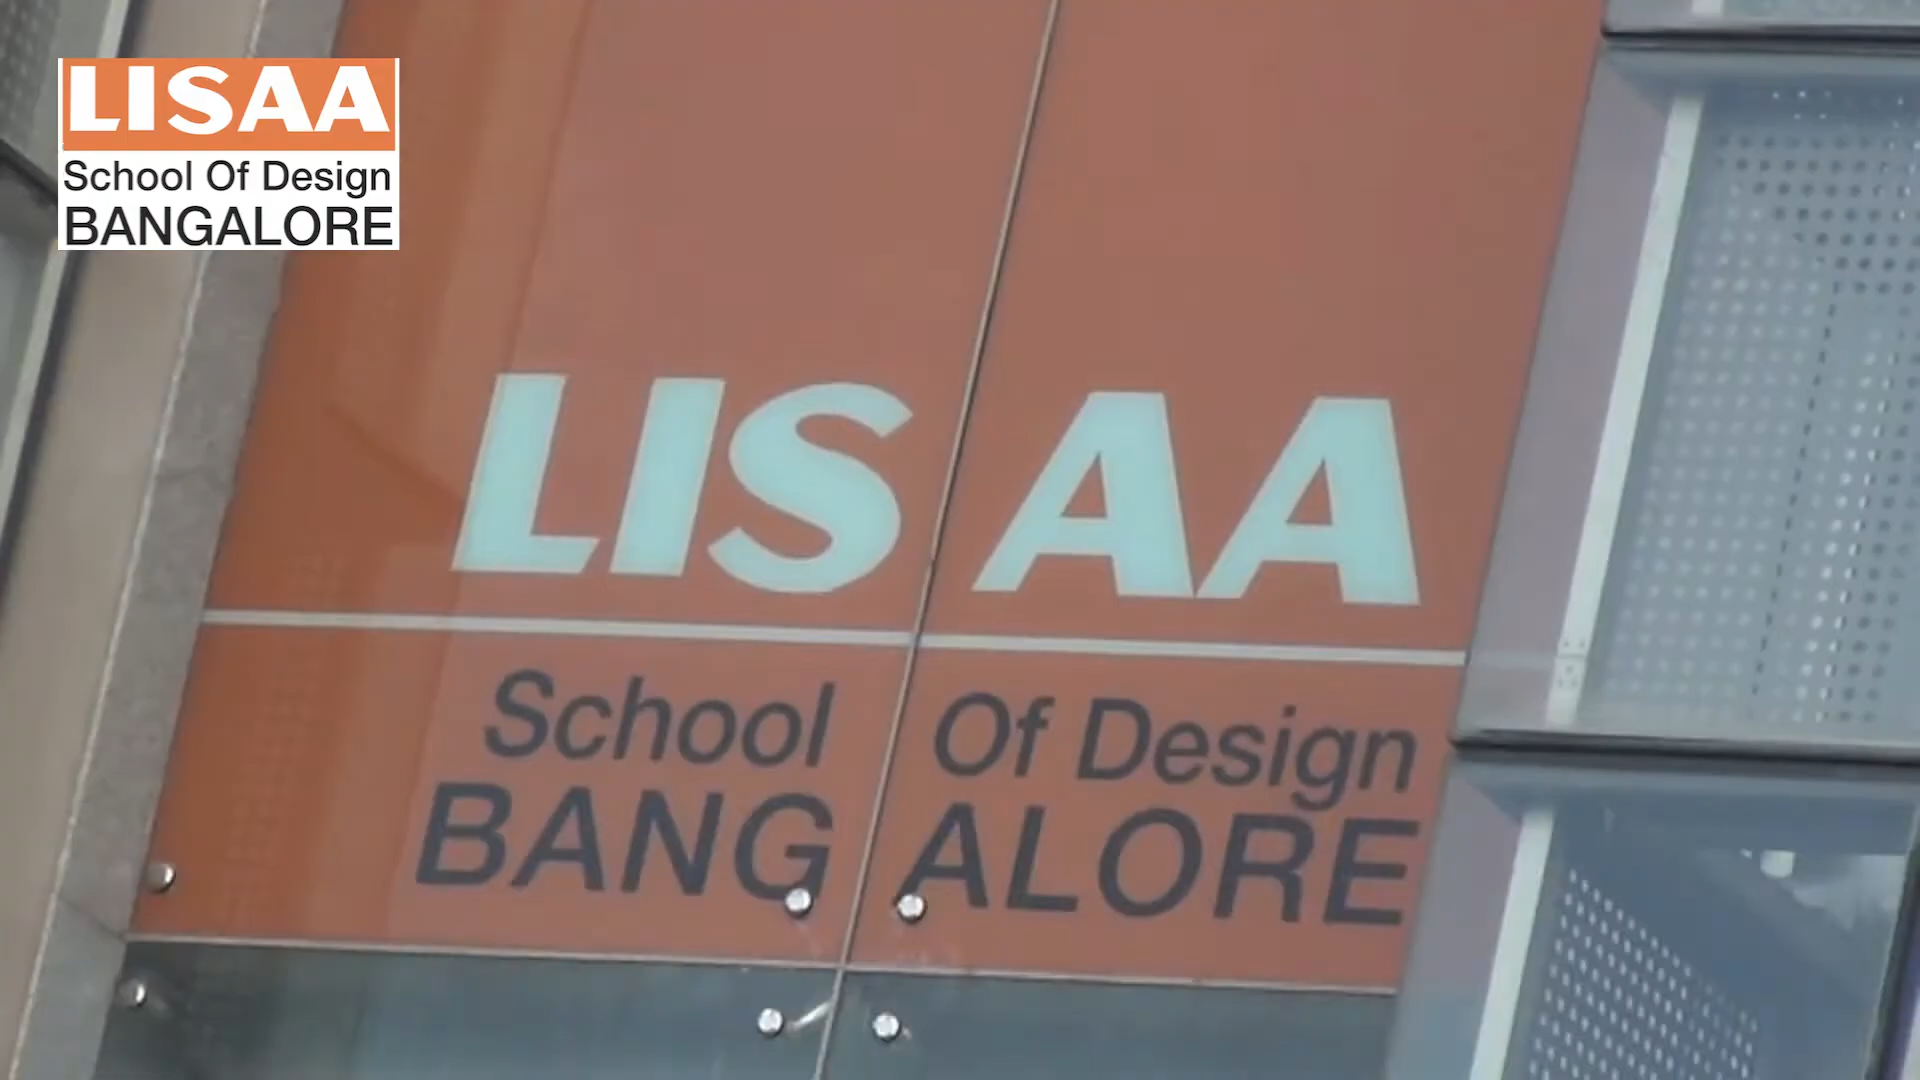 LISAA
School Of Design
BANGALORE
LISAA
School Of Design
BANGALORE